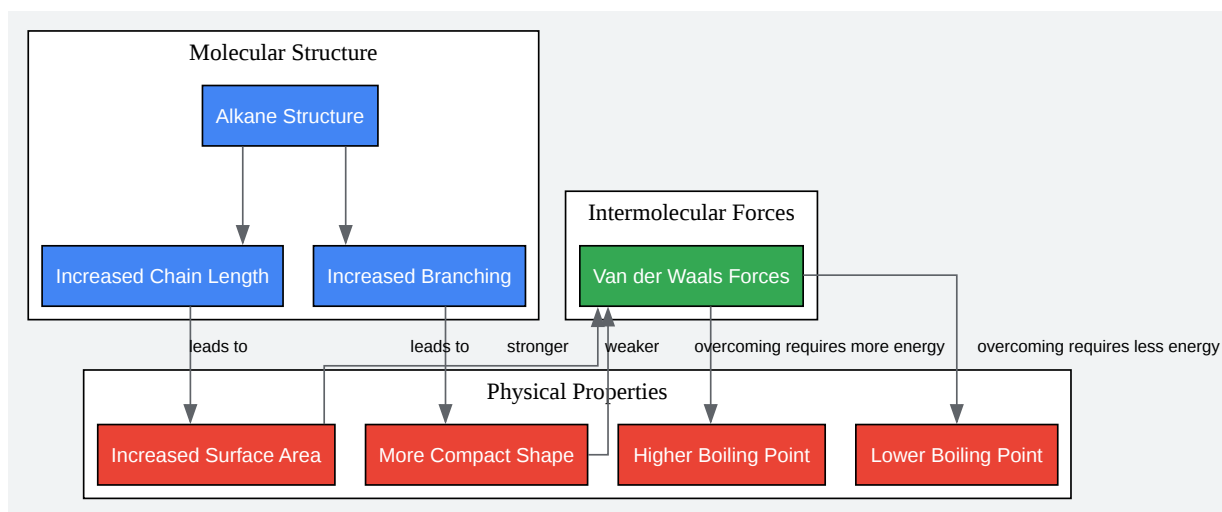 Molecular Structure
Alkane Structure
Intermolecular Forces
Increased Chain Length
Increased Branching
Van der Waals Forces
leads to
leads to
stronger
weaker
overcoming requires more energy
overcoming requires less energy
Physical Properties
Increased Surface Area
More Compact Shape
Higher Boiling Point
Lower Boiling Point